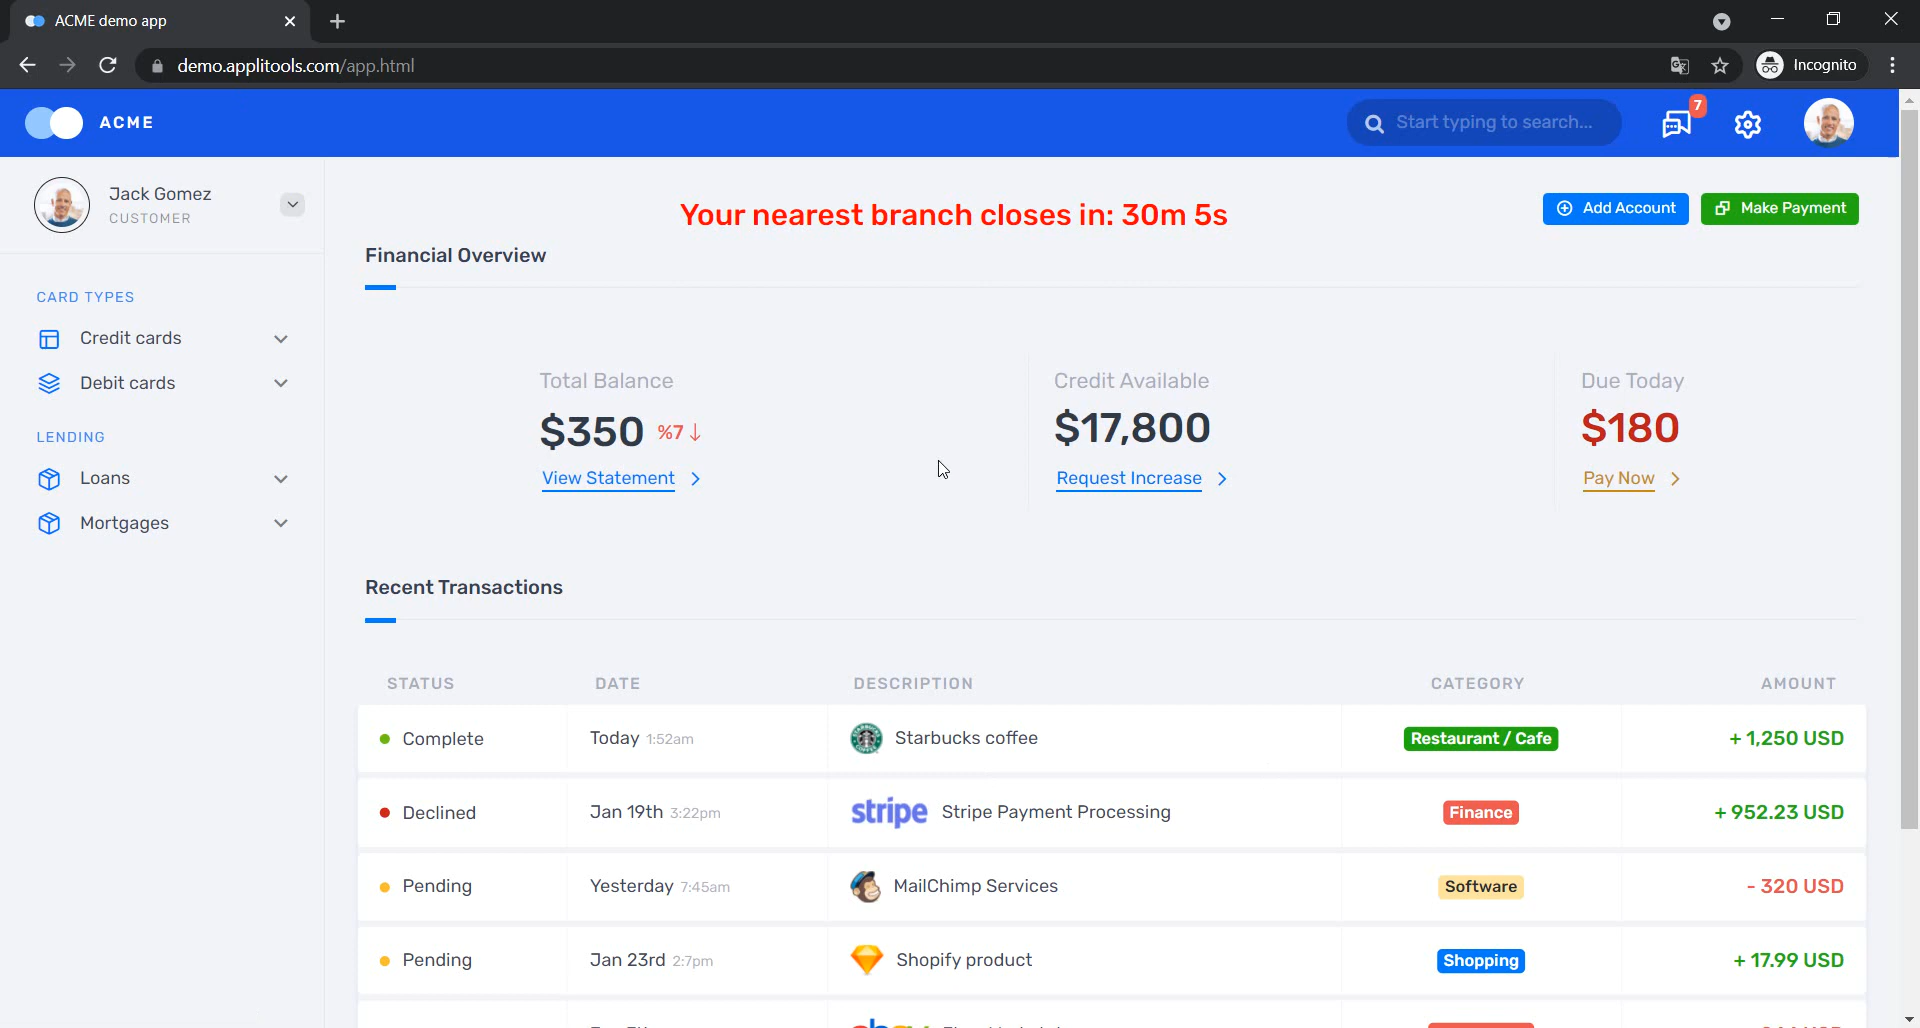 ACME demo app
demo.applitools.com/app.html
Incognito
ACME
Start typing to search...
7
Jack Gomez
CUSTOMER
Your nearest branch closes in: 30m 5s
Add Account
Make Payment
Financial Overview
CARD TYPES
Credit cards
Debit cards
LENDING
Loans
Mortgages
Total Balance
$350 %7
View Statement
Credit Available
$17,800
Request Increase
Due Today
$180
Pay Now
Recent Transactions
STATUS DATE DESCRIPTION CATEGORY AMOUNT
Complete Today 1:52am Starbucks coffee Restaurant / Cafe + 1,250 USD
Declined Jan 19th 3:22pm stripe Stripe Payment Processing Finance + 952.23 USD
Pending Yesterday 7:45am MailChimp Services Software - 320 USD
Pending Jan 23rd 2:7pm Shopify product Shopping + 17.99 USD